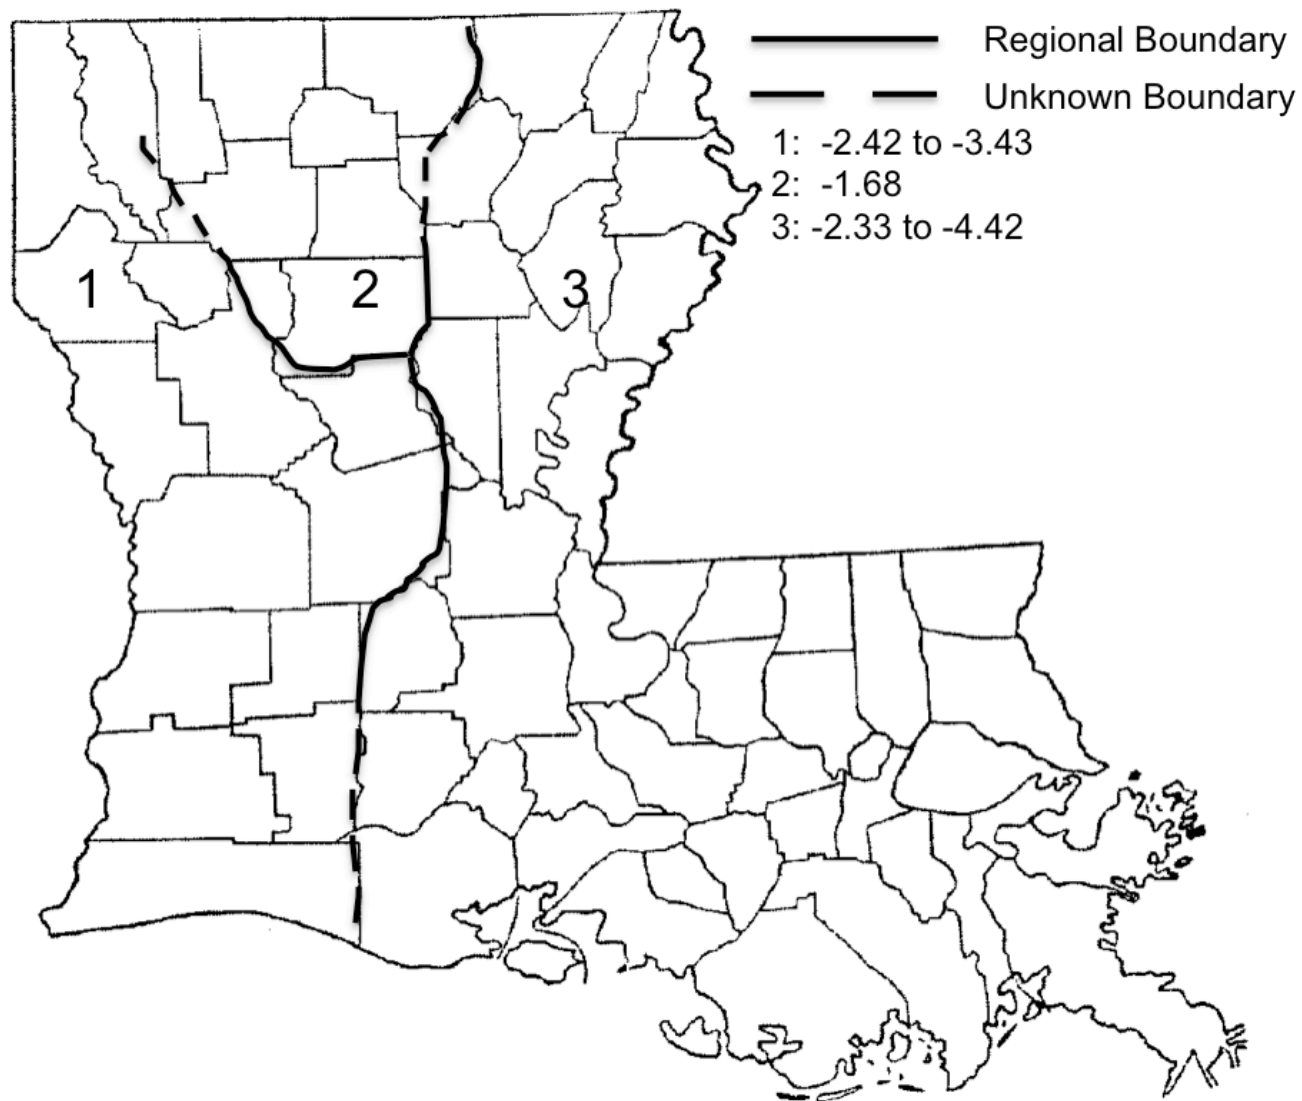 Regional Boundary
Unknown Boundary
1: -2.42 to -3.43
2: -1.68
3: -2.33 to -4.42
1
2
3